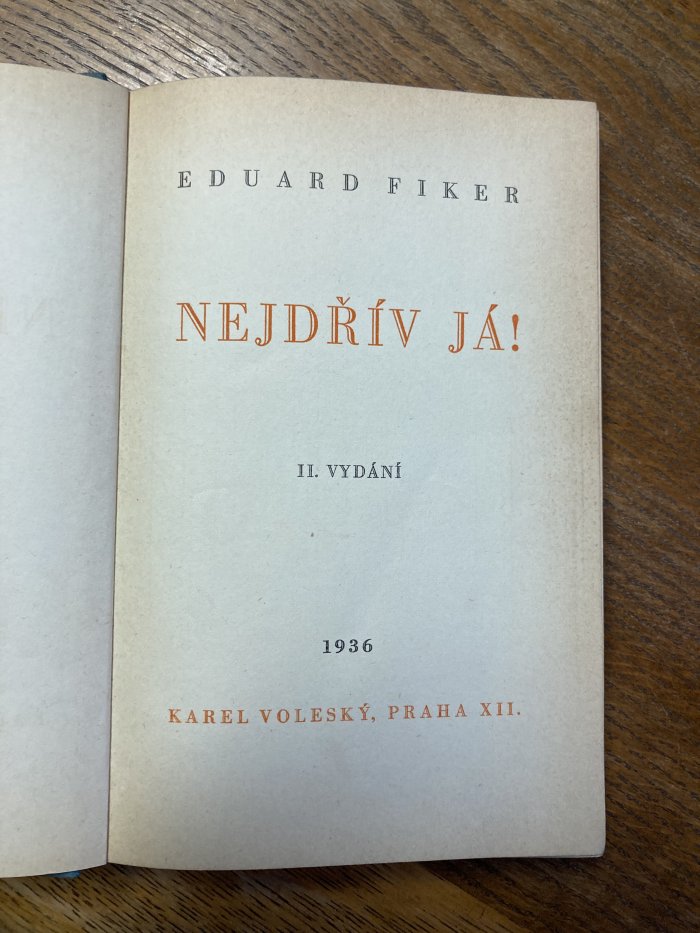 EDUARD FIKER
NEJDŘÍV JÁ!
II. VYDÁNÍ
1936
KAREL VOLESKÝ, PRAHA XII.